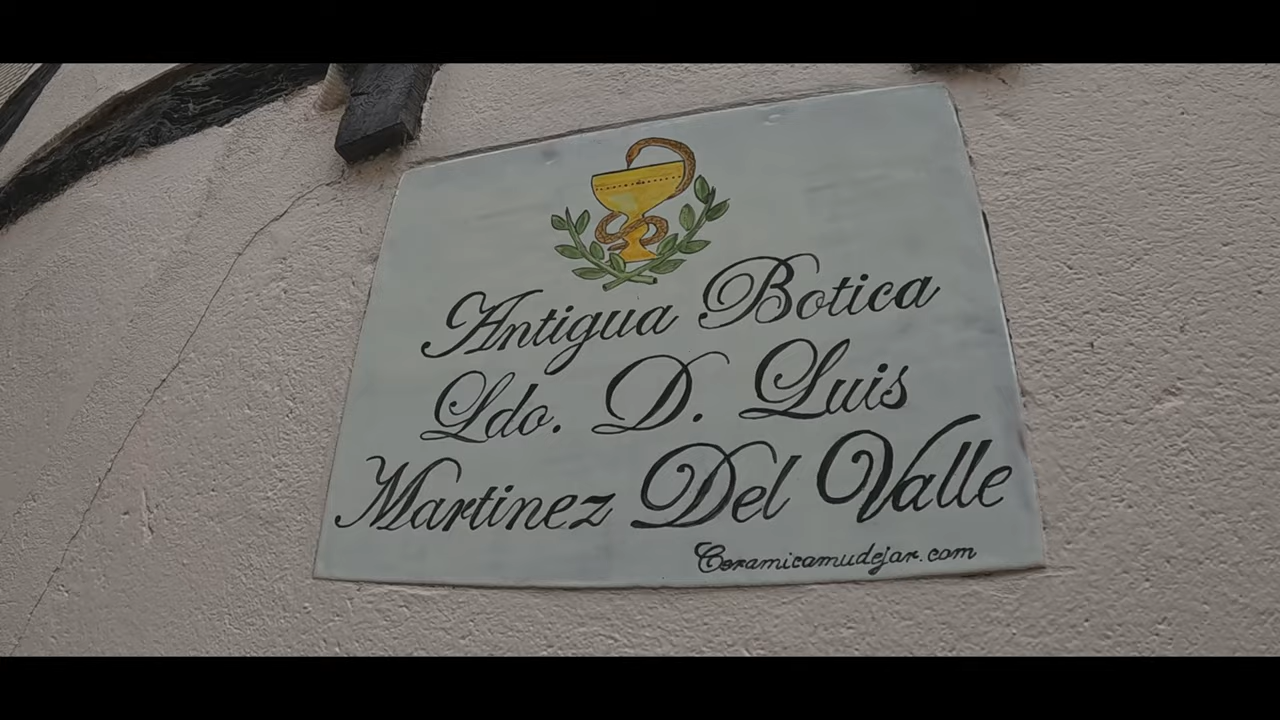 Antigua Botica
Ldo. D. Luis
Martinez Del Valle
Ceramicamudejar.com